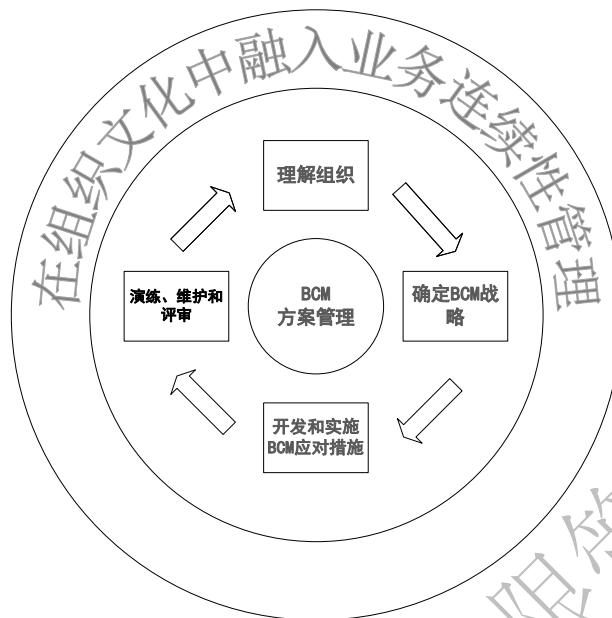 在组织文化中融入业务连续性管理
理解组织
演练、维护和
评审
BCM
方案管理
确定BCM战
略
开发和实施
BCM应对措施
限